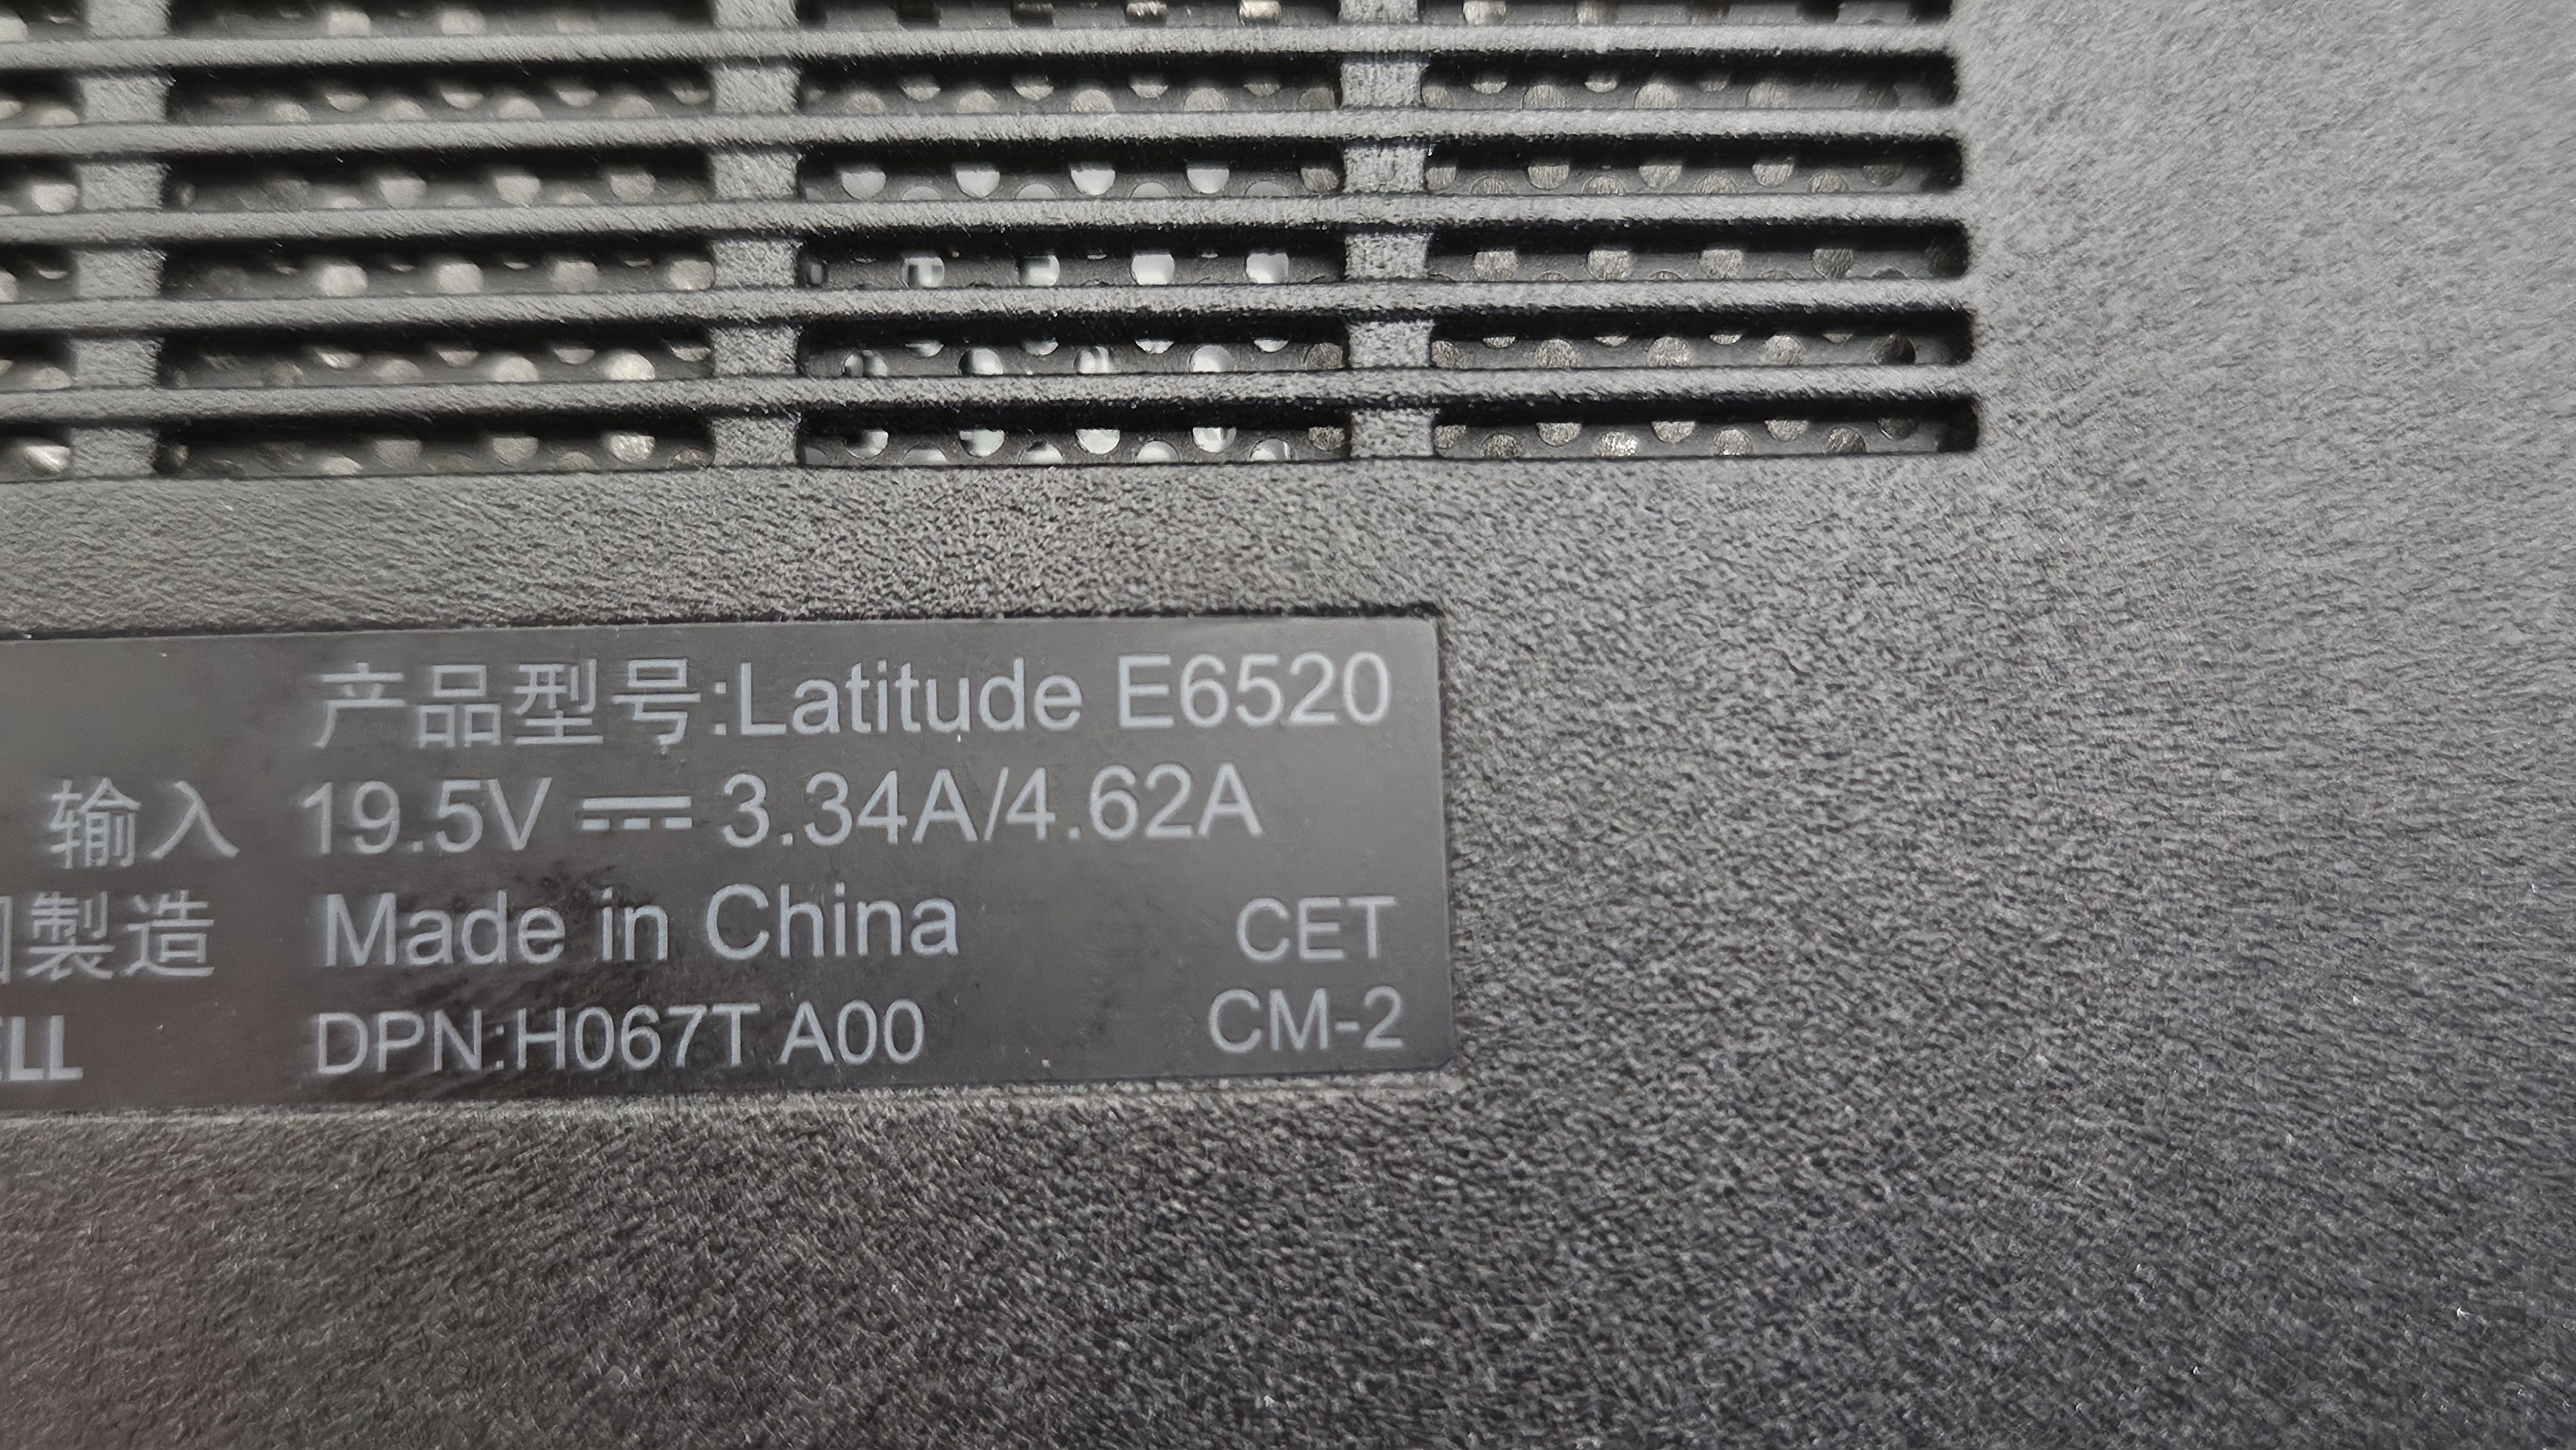 产品型号:Latitude E6520
输入 19.5V ⎓ 3.34A/4.62A
製造 Made in China CET
ELL DPN:H067T A00 CM-2